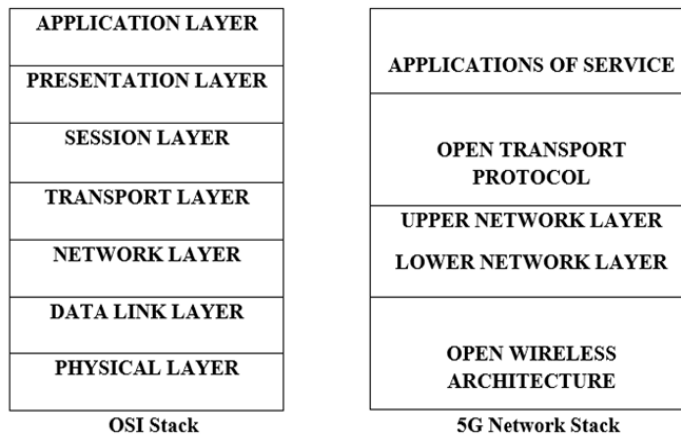 APPLICATION LAYER
PRESENTATION LAYER
SESSION LAYER
TRANSPORT LAYER
NETWORK LAYER
DATA LINK LAYER
PHYSICAL LAYER
OSI Stack
APPLICATIONS OF SERVICE
OPEN TRANSPORT
PROTOCOL
UPPER NETWORK LAYER
LOWER NETWORK LAYER
OPEN WIRELESS
ARCHITECTURE
5G Network Stack